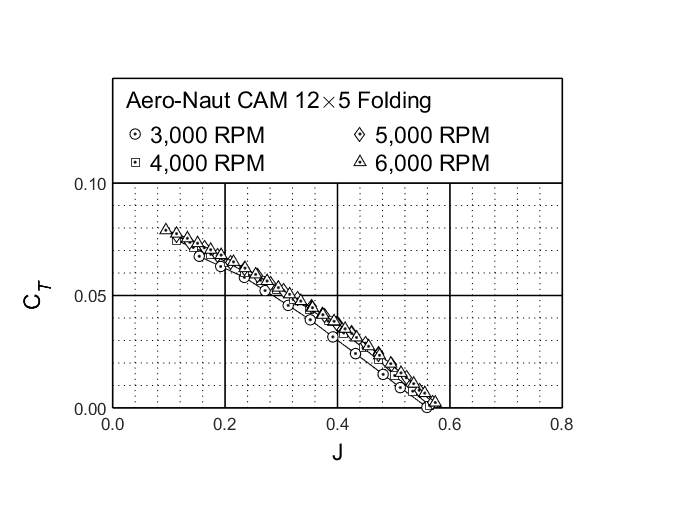 Aero-Naut CAM 12×5 Folding
3,000 RPM
5,000 RPM
4,000 RPM
6,000 RPM
0.10
0.05
0.00
C_T
0.0
0.2
0.4
0.6
0.8
J